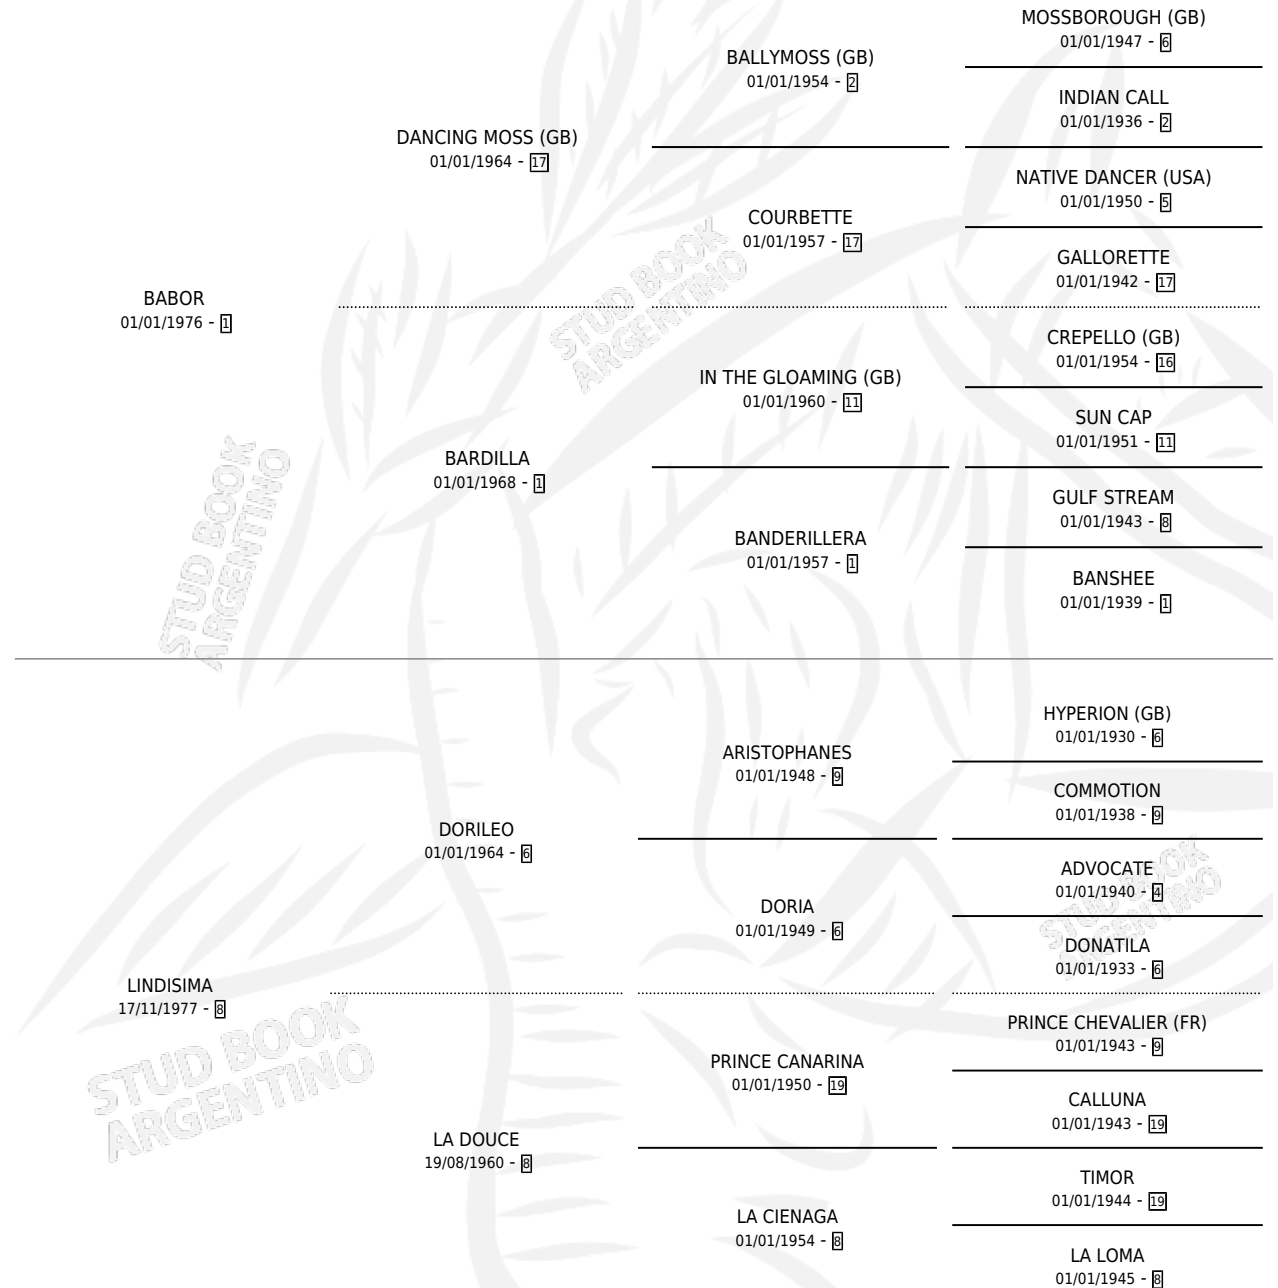 MOSSBOROUGH (GB)
01/01/1947 - 6
BALLYMOSS (GB)
01/01/1954 - 2
INDIAN CALL
01/01/1936 - 2
DANCING MOSS (GB)
01/01/1964 - 17
NATIVE DANCER (USA)
01/01/1950 - 5
COURBETTE
01/01/1957 - 17
GALLORETTE
01/01/1942 - 17
BABOR
01/01/1976 - 1
STUD BOOK
ARGENTINO
CREPELLO (GB)
01/01/1954 - 16
IN THE GLOAMING (GB)
01/01/1960 - 11
SUN CAP
01/01/1951 - 11
BARDILLA
01/01/1968 - 1
GULF STREAM
01/01/1943 - 8
BANDERILLERA
01/01/1957 - 1
BANSHEE
01/01/1939 - 1
STUD BOOK
ARGENTINO
HYPERION (GB)
01/01/1930 - 6
ARISTOPHANES
01/01/1948 - 9
COMMOTION
01/01/1938 - 9
DORILEO
01/01/1964 - 6
ADVOCATE
01/01/1940 - 4
DORIA
01/01/1949 - 6
DONATILA
01/01/1933 - 6
STUD BOOK
ARGENTINO
LINDISIMA
17/11/1977 - 8
PRINCE CHEVALIER (FR)
01/01/1943 - 9
PRINCE CANARINA
01/01/1950 - 19
CALLUNA
01/01/1943 - 19
STUD BOOK
ARGENTINO
LA DOUCE
19/08/1960 - 8
TIMOR
01/01/1944 - 19
LA CIENAGA
01/01/1954 - 8
LA LOMA
01/01/1945 - 8